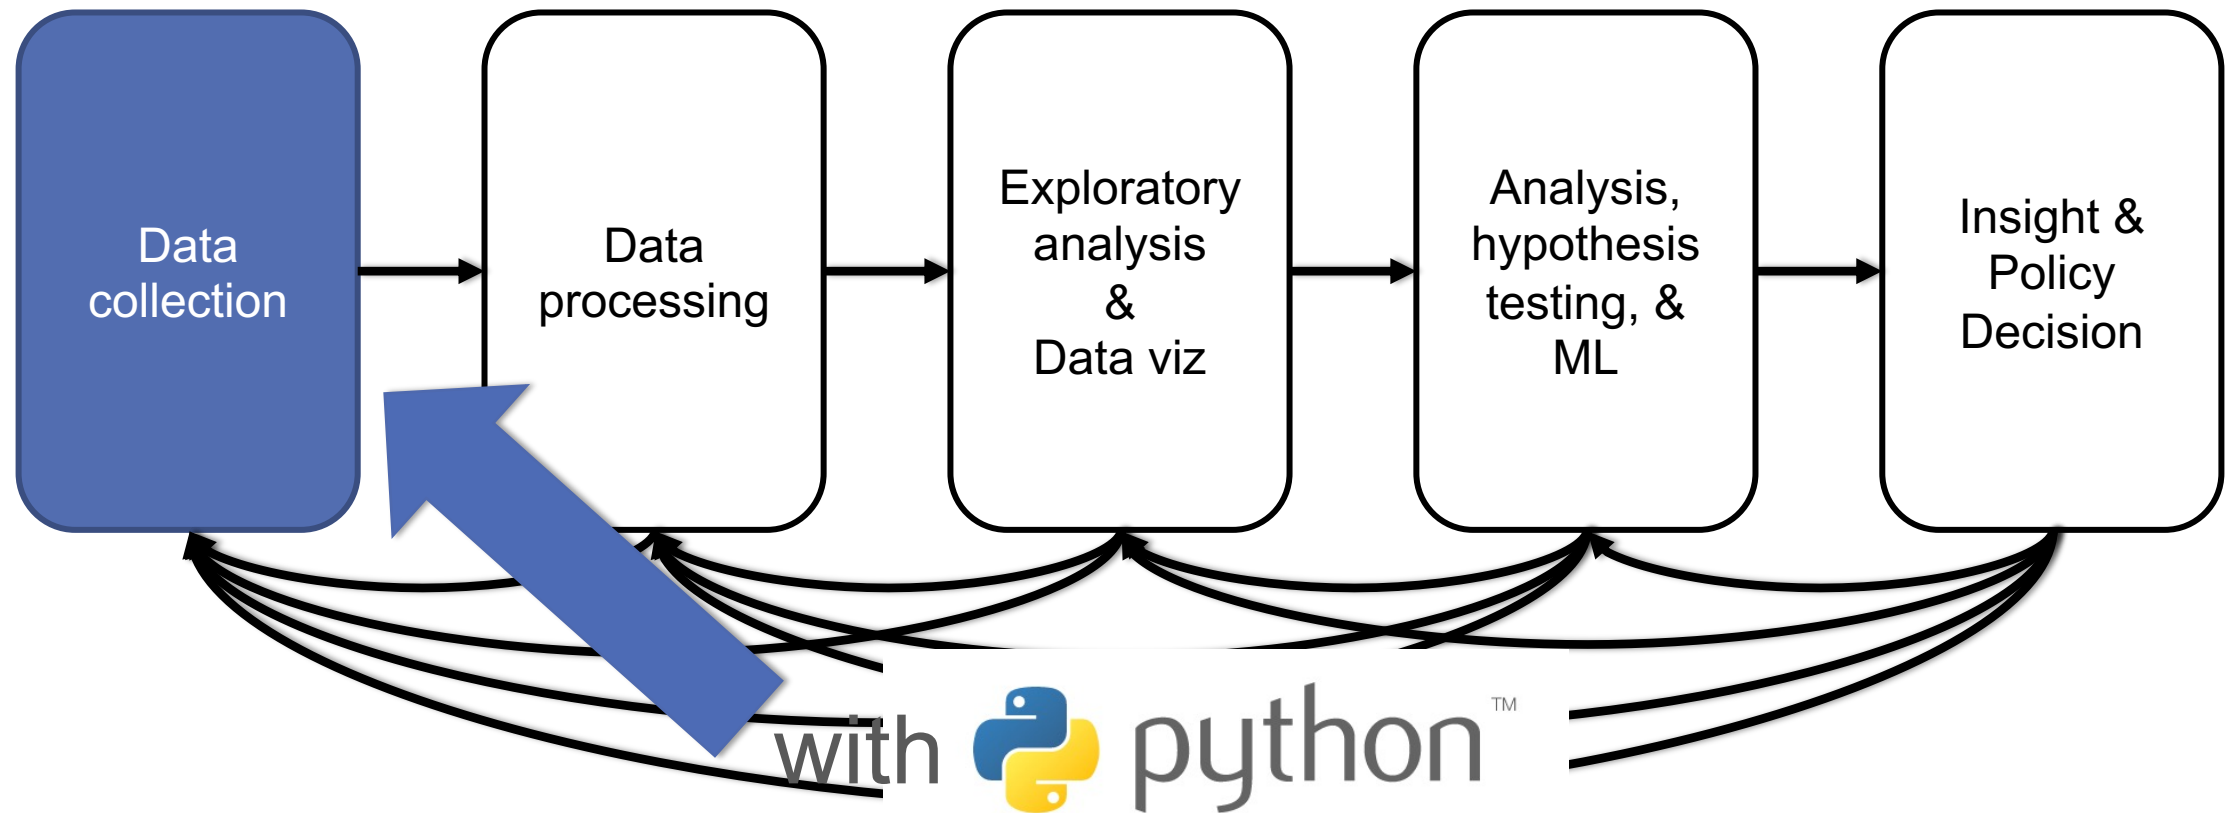 Data
collection
Data
processing
Exploratory
analysis
&
Data viz
Analysis,
hypothesis
testing, &
ML
Insight &
Policy
Decision
with python™